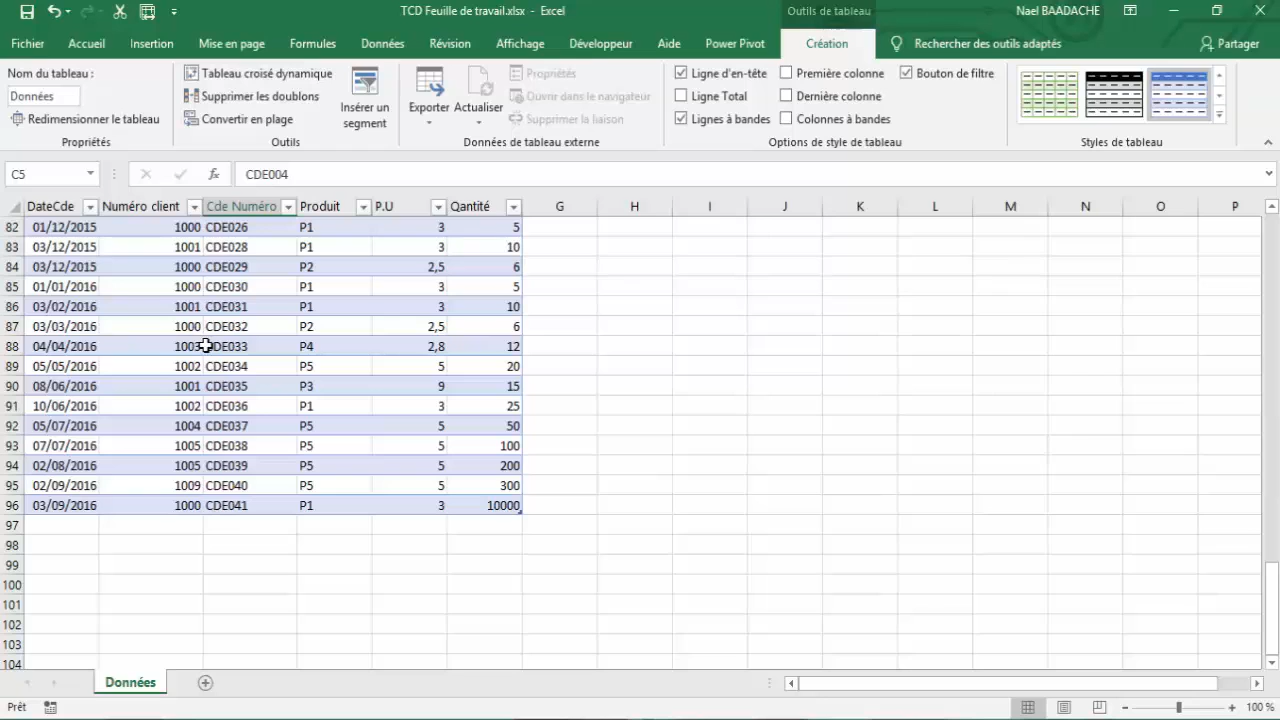 TCD Feuille de travail.xlsx - Excel
Outils de tableau
Nael BAADACHE
Fichier Accueil Insertion Mise en page Formules Données Révision Affichage Développeur Aide Power Pivot Création Rechercher des outils adaptés Partager
Nom du tableau :
Données
Redimensionner le tableau
Propriétés
Tableau croisé dynamique
Supprimer les doublons
Convertir en plage
Outils
Insérer un
segment
Exporter Actualiser
Propriétés
Ouvrir dans le navigateur
Supprimer la liaison
Données de tableau externe
Ligne d'en-tête Première colonne Bouton de filtre
Ligne Total Dernière colonne
Lignes à bandes Colonnes à bandes
Options de style de tableau
Styles de tableau
C5 fx CDE004
DateCde Numéro client Cde Numéro Produit P.U Qantité G H I J K L M N O P
82 01/12/2015 1000 CDE026 P1 3 5
83 03/12/2015 1001 CDE028 P1 3 10
84 03/12/2015 1000 CDE029 P2 2,5 6
85 01/01/2016 1000 CDE030 P1 3 5
86 03/02/2016 1001 CDE031 P1 3 10
87 03/03/2016 1000 CDE032 P2 2,5 6
88 04/04/2016 1003 CDE033 P4 2,8 12
89 05/05/2016 1002 CDE034 P5 5 20
90 08/06/2016 1001 CDE035 P3 9 15
91 10/06/2016 1002 CDE036 P1 3 25
92 05/07/2016 1004 CDE037 P5 5 50
93 07/07/2016 1005 CDE038 P5 5 100
94 02/08/2016 1005 CDE039 P5 5 200
95 02/09/2016 1009 CDE040 P5 5 300
96 03/09/2016 1000 CDE041 P1 3 10000
97
98
99
100
101
102
103
104
Données
Prêt
100 %